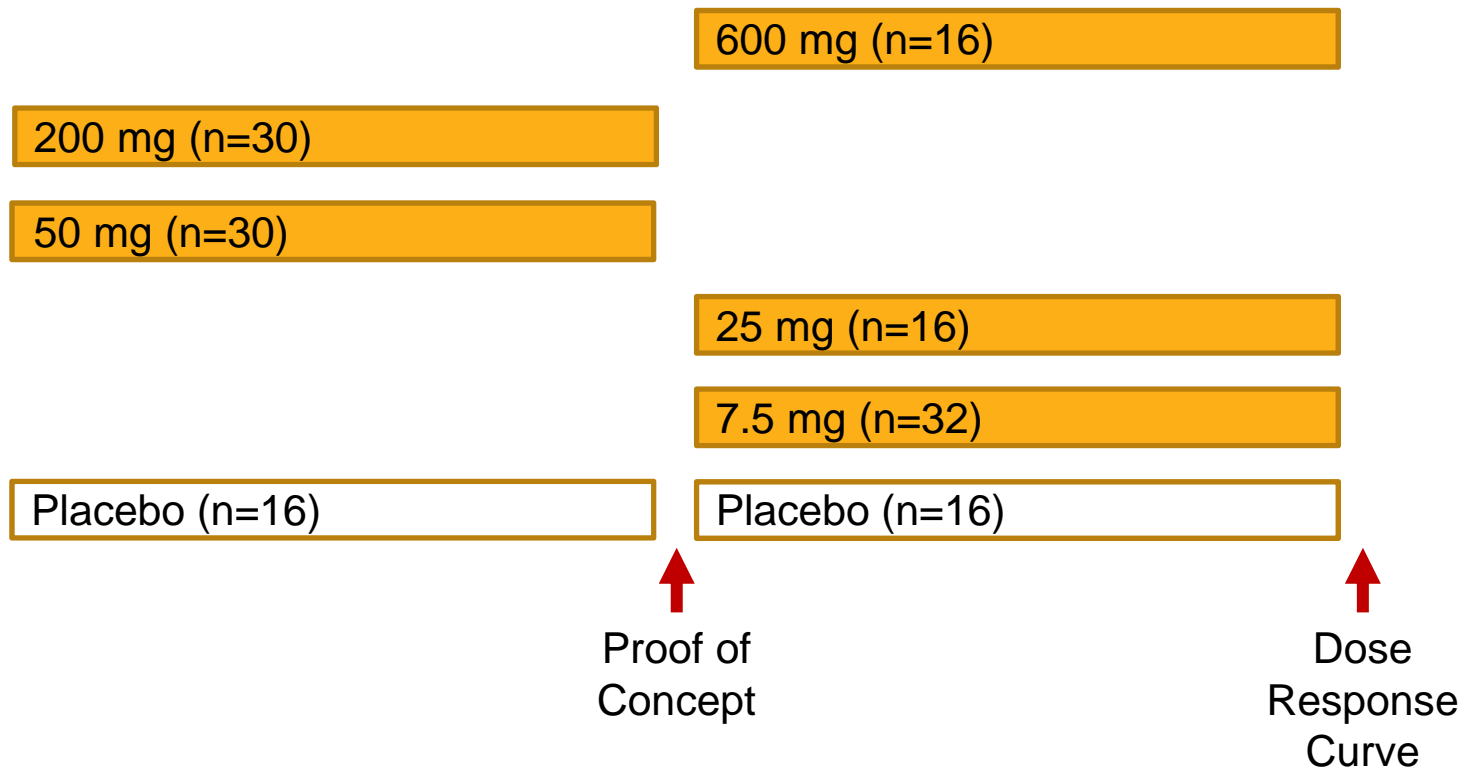 600 mg (n=16)
200 mg (n=30)
50 mg (n=30)
25 mg (n=16)
7.5 mg (n=32)
Placebo (n=16)
Placebo (n=16)
Proof of
Concept
Dose
Response
Curve